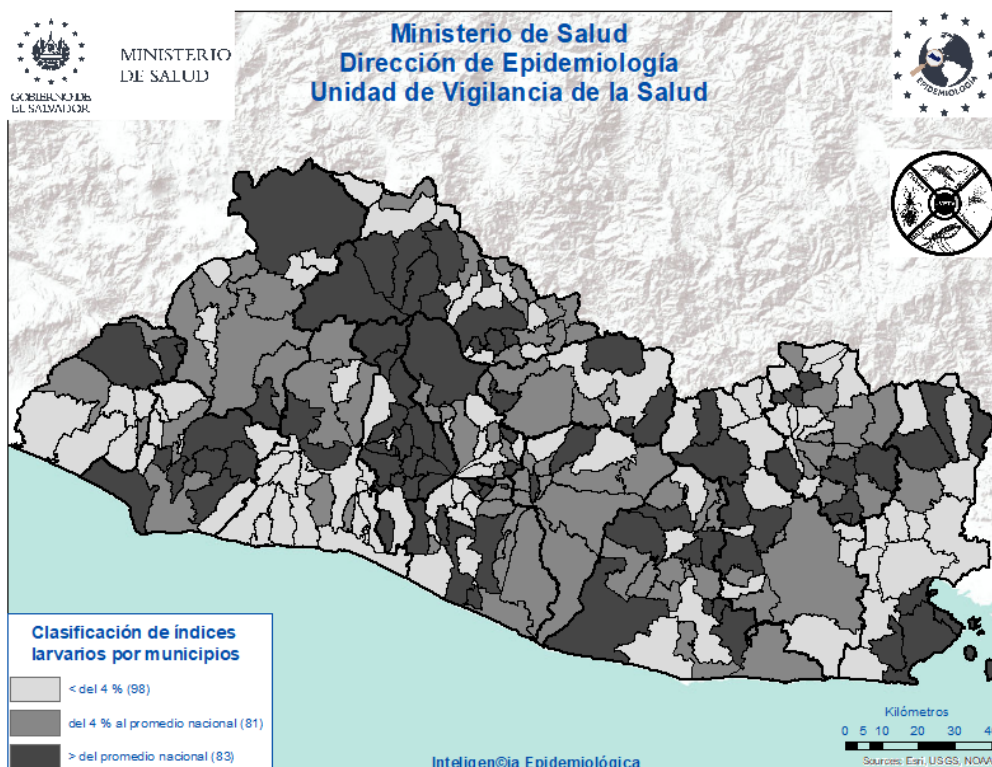 Ministerio de Salud
Dirección de Epidemiología
Unidad de Vigilancia de la Salud
MINISTERIO
DE SALUD
GOBIERNO DE
EL SALVADOR
EPIDEMIOLOGÍA
Clasificación de índices
larvarios por municipios
< del 4 % (98)
del 4 % al promedio nacional (81)
> del promedio nacional (83)
Kilómetros
0 5 10 20 30 40
Inteligen©ia Epidemiológica
Sources: Esri, USGS, NOAA